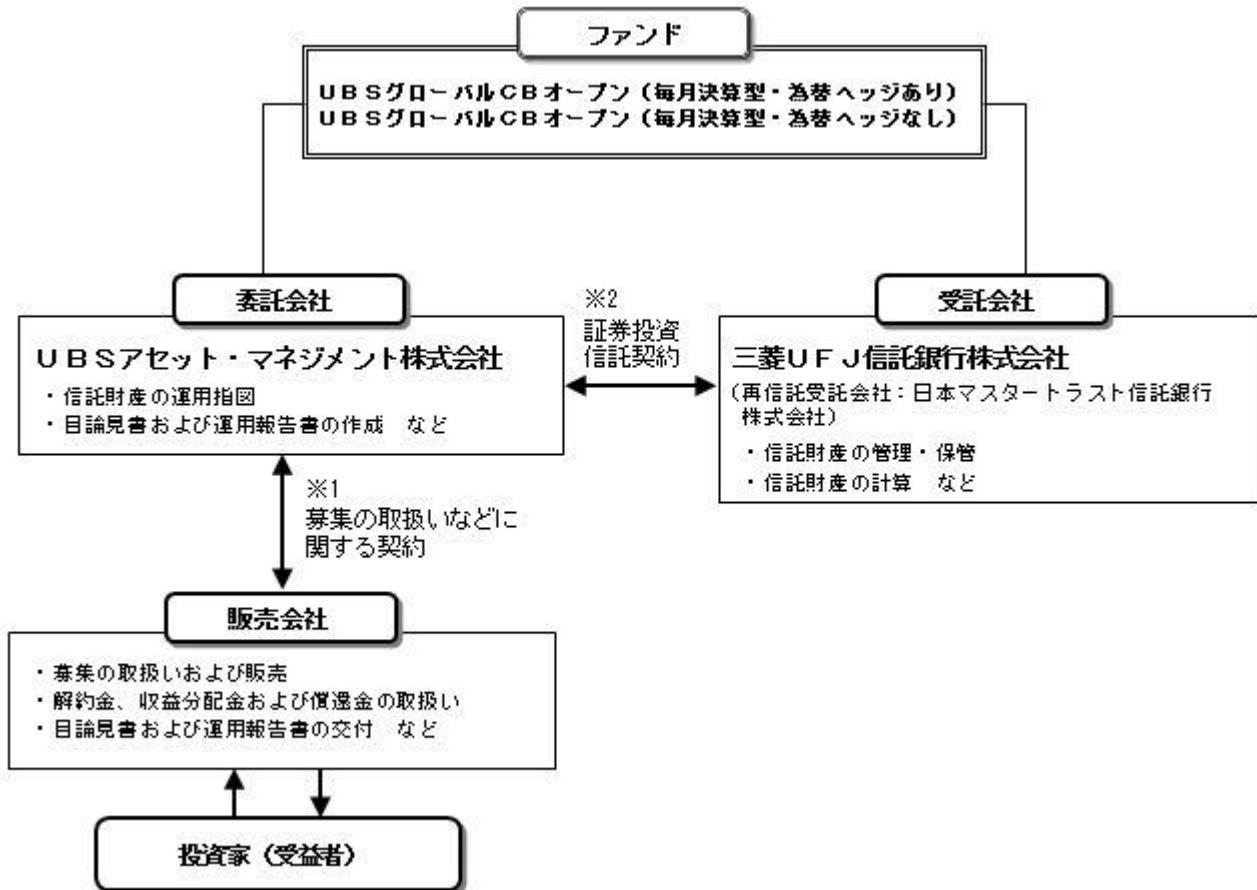 ファンド
UBSグローバルCBオープン（毎月決算型・為替ヘッジあり）
UBSグローバルCBオープン（毎月決算型・為替ヘッジなし）
委託会社
UBSアセット・マネジメント株式会社
・信託財産の運用指図
・目論見書および運用報告書の作成　など
※2
証券投資
信託契約
受託会社
三菱UFJ信託銀行株式会社
（再信託受託会社：日本マスタートラスト信託銀行
株式会社）
・信託財産の管理・保管
・信託財産の計算　など
※1
募集の取扱いなどに
関する契約
販売会社
・募集の取扱いおよび販売
・解約金、収益分配金および償還金の取扱い
・目論見書および運用報告書の交付　など
投資家（受益者）